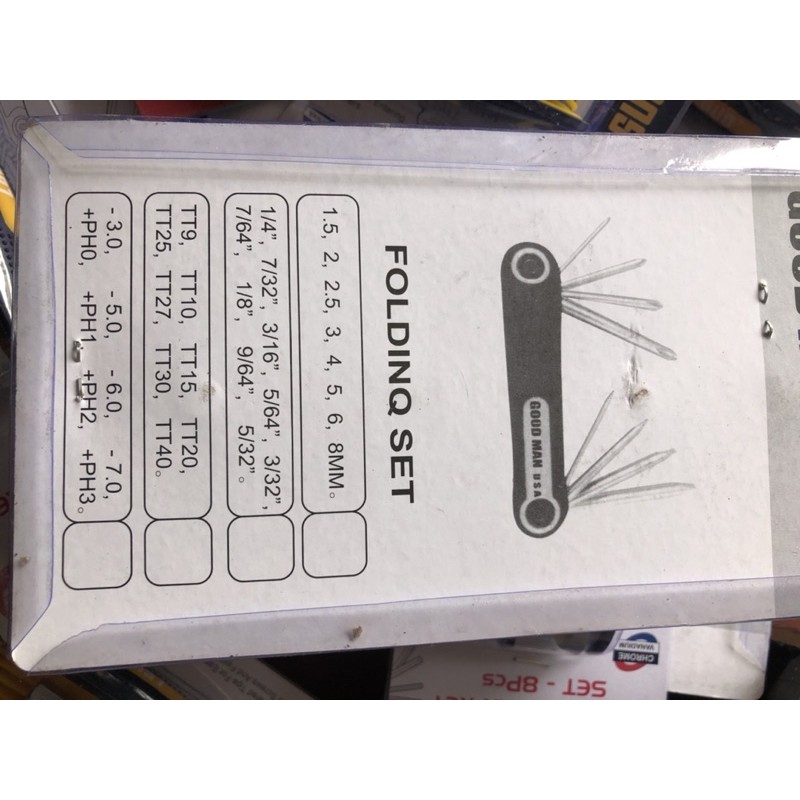 GOOD MAN USA
FOLDINQ SET
1.5, 2, 2.5, 3, 4, 5, 6, 8MM。
1/4", 7/32", 3/16", 5/64", 3/32",
7/64", 1/8", 9/64", 5/32"。
TT9, TT10, TT15, TT20,
TT25, TT27, TT30, TT40。
- 3.0, - 5.0, - 6.0, - 7.0,
+PH0, +PH1, +PH2, +PH3。
CHROME
VANADIUM
SET - 8Pcs